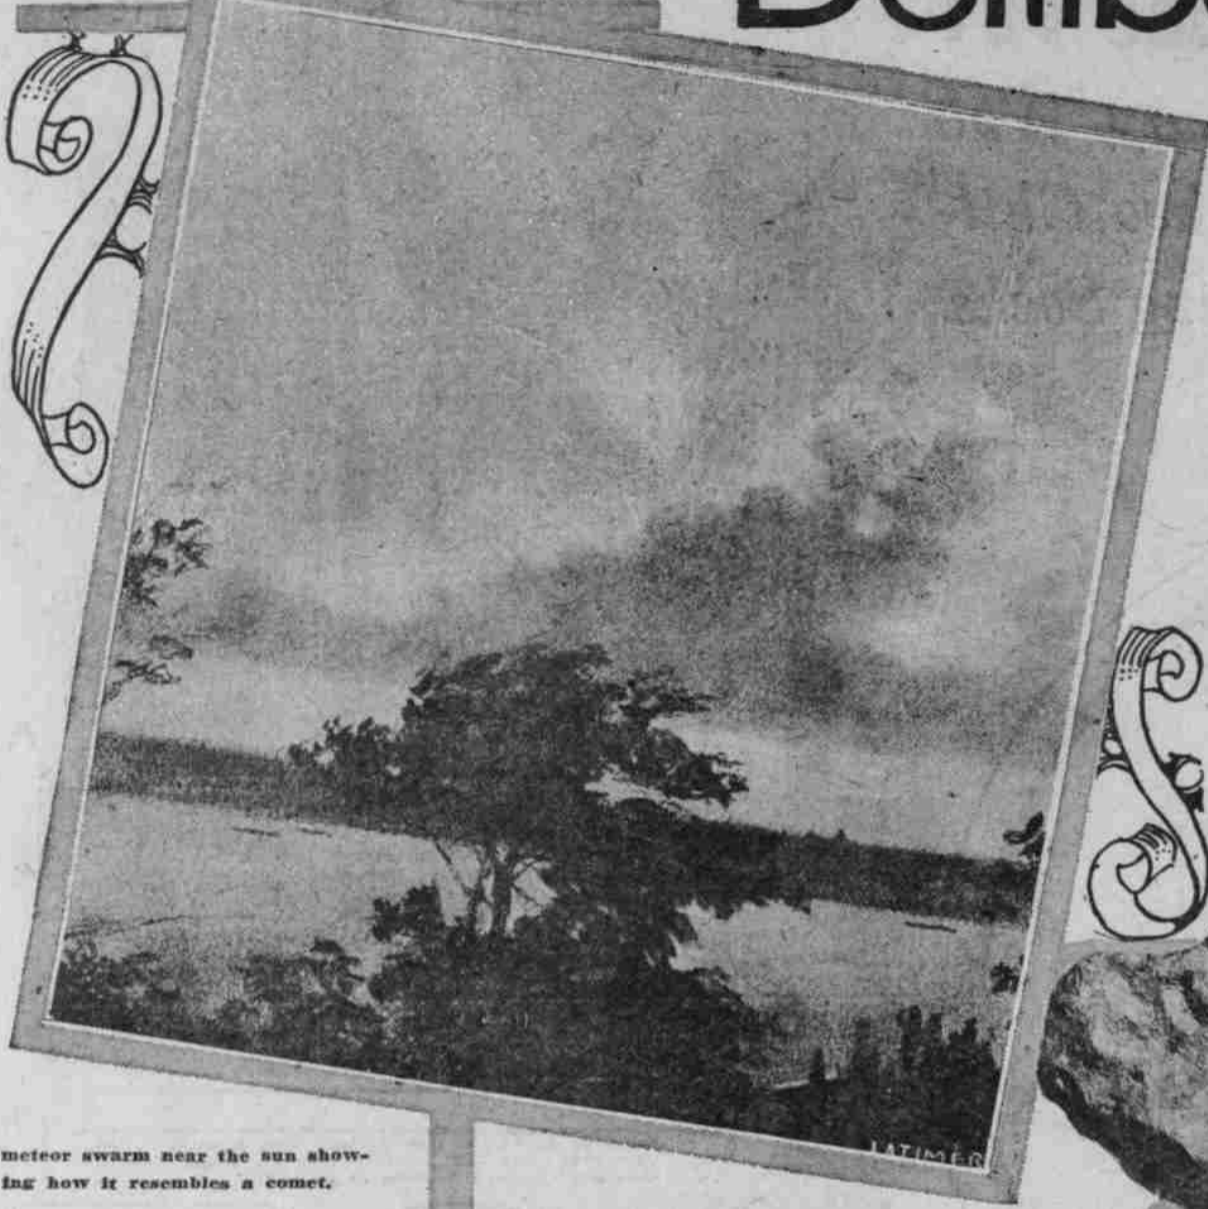 LATIMER
meteor swarm near the sun show-
ing how it resembles a comet.